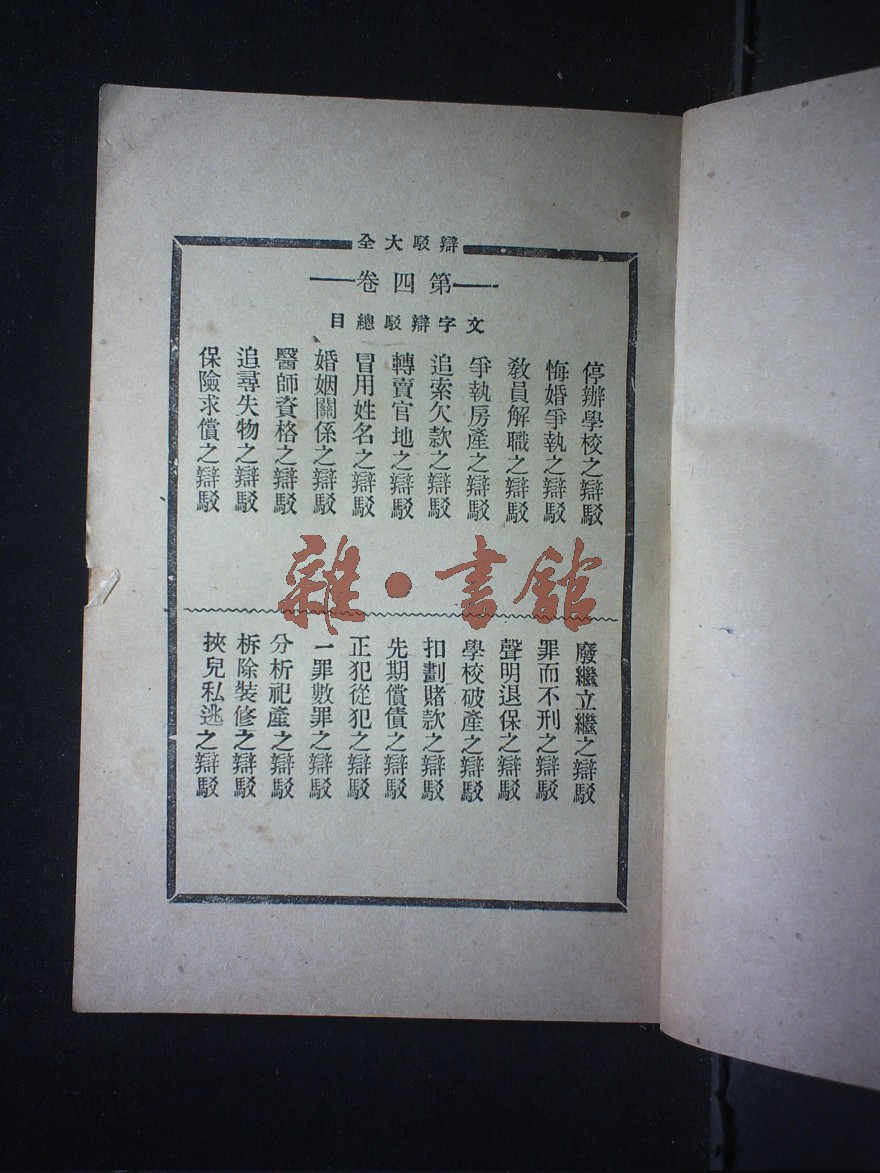 辯駁大全
第四卷
文字辯駁總目
停辦學校之辯駁
悔婚爭執之辯駁
教員解職之辯駁
爭執房產之辯駁
追索欠款之辯駁
轉賣官地之辯駁
冒用姓名之辯駁
婚姻關係之辯駁
醫師資格之辯駁
追尋失物之辯駁
保險求償之辯駁
雜·書館
廢繼立繼之辯駁
罪而不刑之辯駁
聲明退保之辯駁
學校破產之辯駁
扣劃賭款之辯駁
先期償債之辯駁
正犯從犯之辯駁
一罪數罪之辯駁
分析祀產之辯駁
柝除裝修之辯駁
挾兒私逃之辯駁